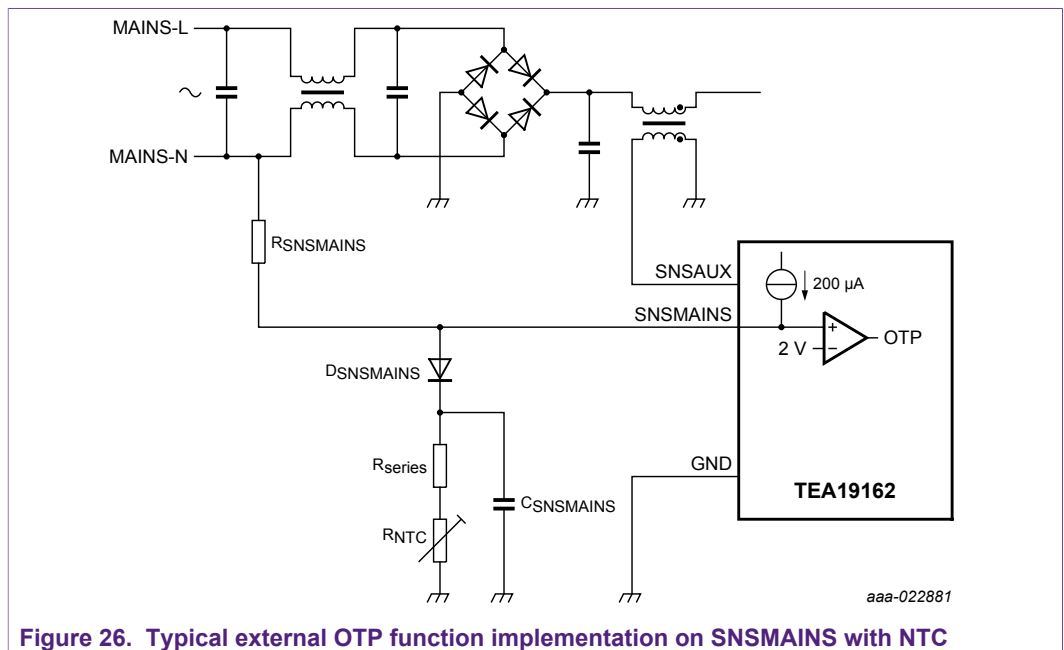 MAINS-L
MAINS-N
RSNSMAINS
SNSAUX
200 µA
SNSMAINS
+
2 V
−
OTP
DSNSMAINS
Rseries
GND
TEA19162
CSNSMAINS
RNTC
aaa-022881
Figure 26. Typical external OTP function implementation on SNSMAINS with NTC